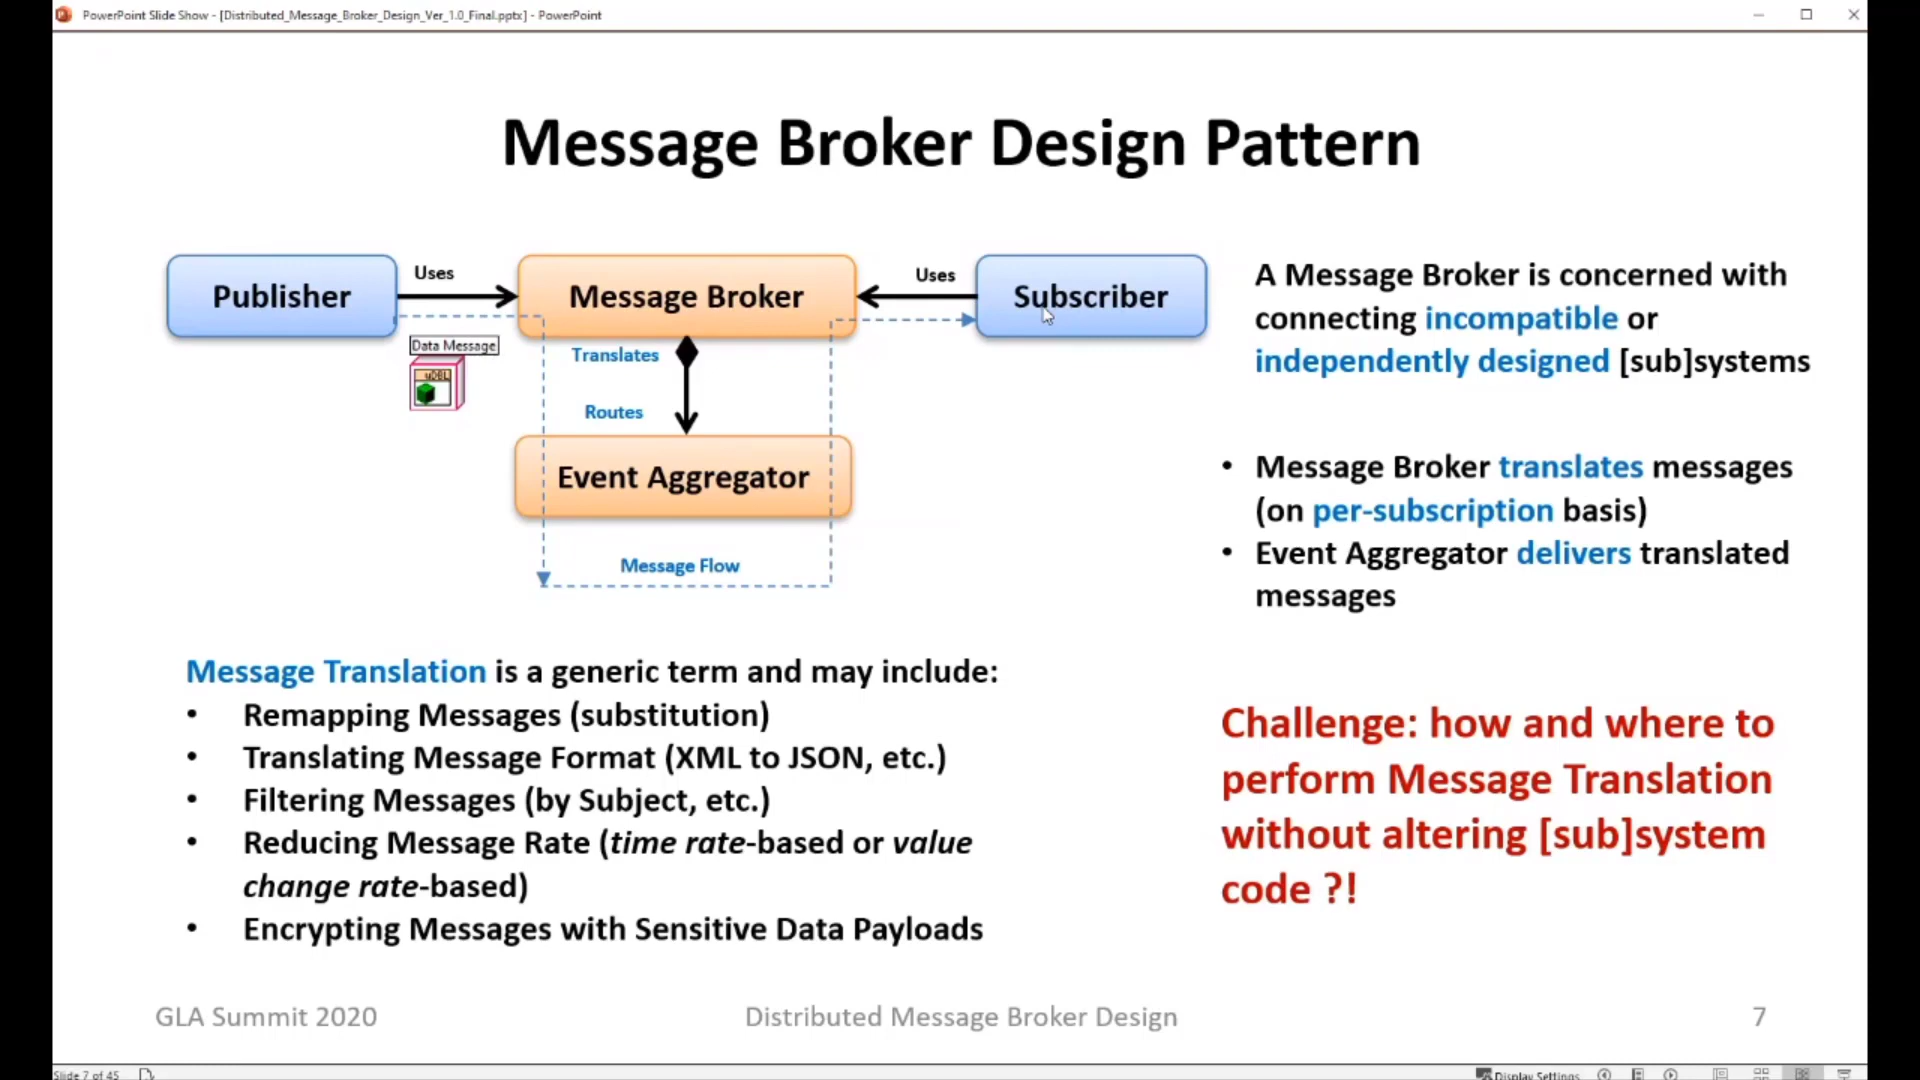 PowerPoint Slide Show - [Distributed_Message_Broker_Design_Ver_1.0_Final.pptx] - PowerPoint
Message Broker Design Pattern
Publisher
Uses
Message Broker
Uses
Subscriber
Data Message
uDBL
Translates
Routes
Event Aggregator
Message Flow
A Message Broker is concerned with
connecting incompatible or
independently designed [sub]systems
• Message Broker translates messages
(on per-subscription basis)
• Event Aggregator delivers translated
messages
Message Translation is a generic term and may include:
• Remapping Messages (substitution)
• Translating Message Format (XML to JSON, etc.)
• Filtering Messages (by Subject, etc.)
• Reducing Message Rate (time rate-based or value
change rate-based)
• Encrypting Messages with Sensitive Data Payloads
Challenge: how and where to
perform Message Translation
without altering [sub]system
code ?!
GLA Summit 2020
Distributed Message Broker Design
7
Slide 7 of 45
Display Settings